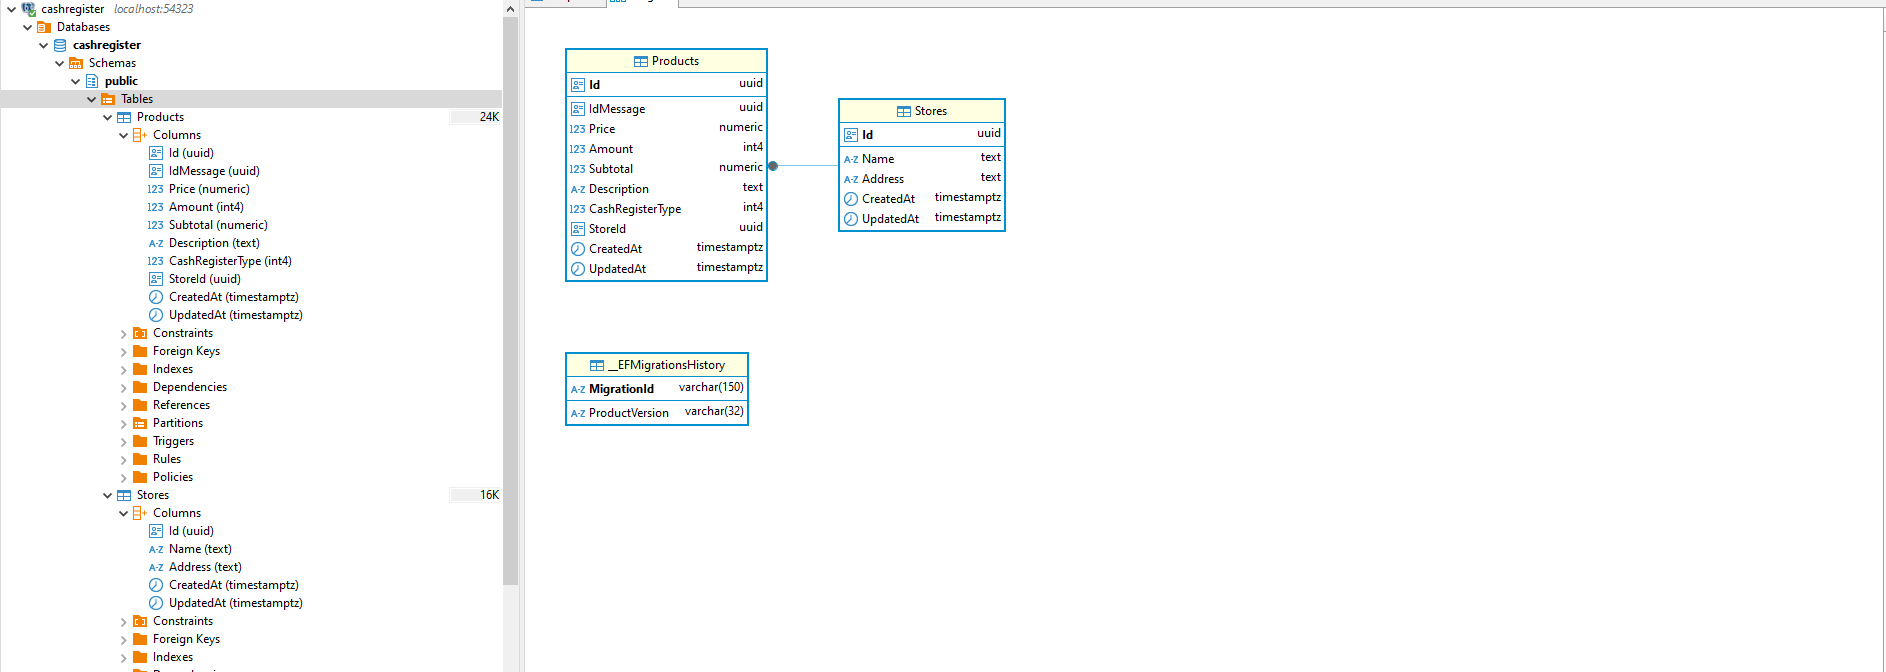 cashregister localhost:54323
Databases
cashregister
Schemas
public
Tables
Products 24K
Columns
Id (uuid)
IdMessage (uuid)
123 Price (numeric)
123 Amount (int4)
123 Subtotal (numeric)
A-Z Description (text)
123 CashRegisterType (int4)
StoreId (uuid)
CreatedAt (timestamptz)
UpdatedAt (timestamptz)
Constraints
Foreign Keys
Indexes
Dependencies
References
Partitions
Triggers
Rules
Policies
Stores 16K
Columns
Id (uuid)
A-Z Name (text)
A-Z Address (text)
CreatedAt (timestamptz)
UpdatedAt (timestamptz)
Constraints
Foreign Keys
Indexes
Products
Id uuid
IdMessage uuid
123 Price numeric
123 Amount int4
123 Subtotal numeric
A-Z Description text
123 CashRegisterType int4
StoreId uuid
CreatedAt timestamptz
UpdatedAt timestamptz
Stores
Id uuid
A-Z Name text
A-Z Address text
CreatedAt timestamptz
UpdatedAt timestamptz
__EFMigrationsHistory
A-Z MigrationId varchar(150)
A-Z ProductVersion varchar(32)